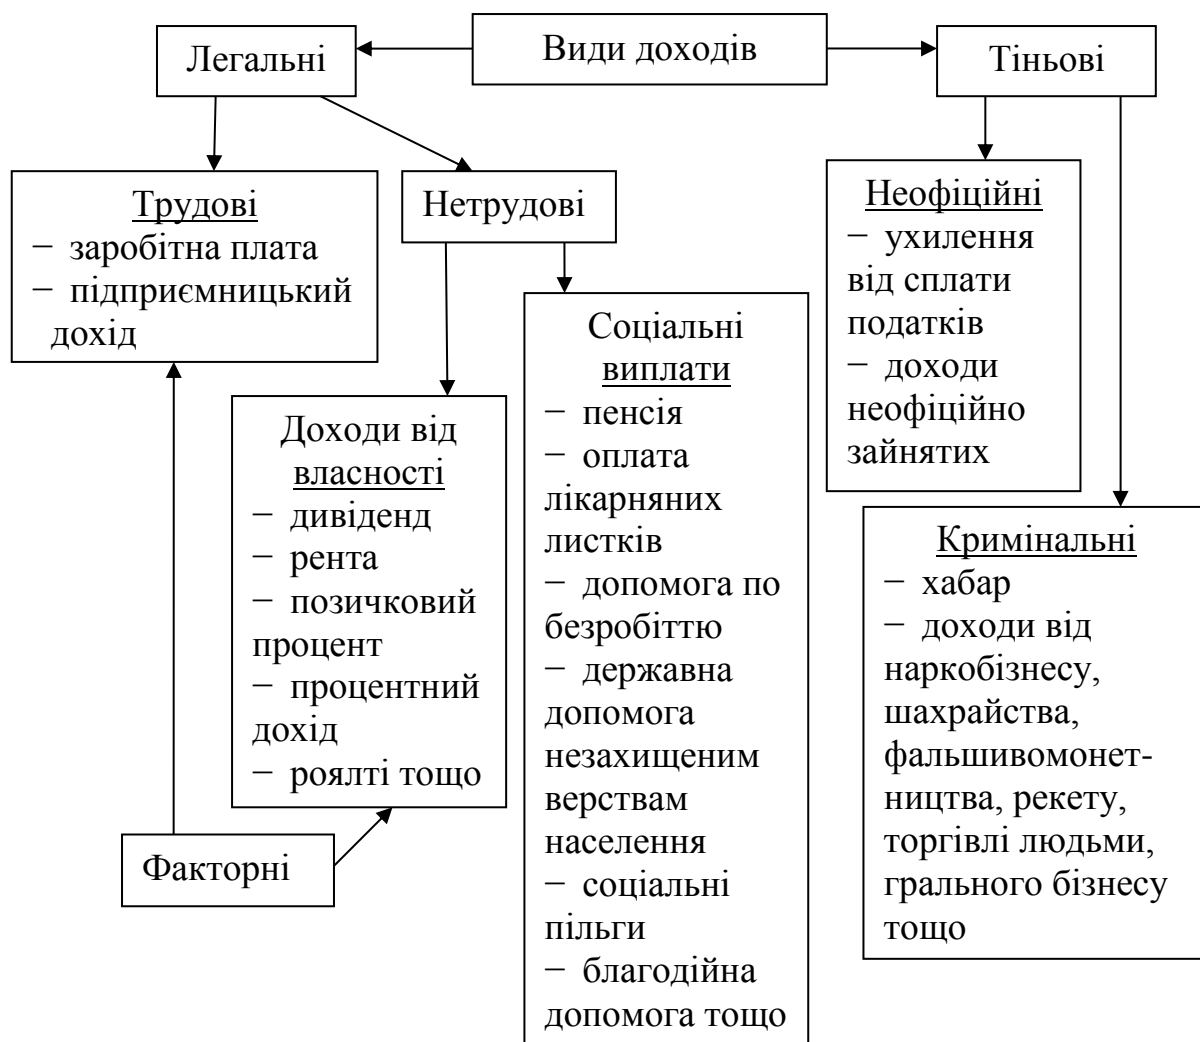 Види доходів
Легальні
Тіньові
Трудові
− заробітна плата
− підприємницький
дохід
Нетрудові
Неофіційні
− ухилення
від сплати
податків
− доходи
неофіційно
зайнятих
Доходи від
власності
− дивіденд
− рента
− позичковий
процент
− процентний
дохід
− роялті тощо
Соціальні
виплати
− пенсія
− оплата
лікарняних
листків
− допомога по
безробіттю
− державна
допомога
незахищеним
верствам
населення
− соціальні
пільги
− благодійна
допомога тощо
Кримінальні
− хабар
− доходи від
наркобізнесу,
шахрайства,
фальшивомонет-
ництва, рекету,
торгівлі людьми,
грального бізнесу
тощо
Факторні